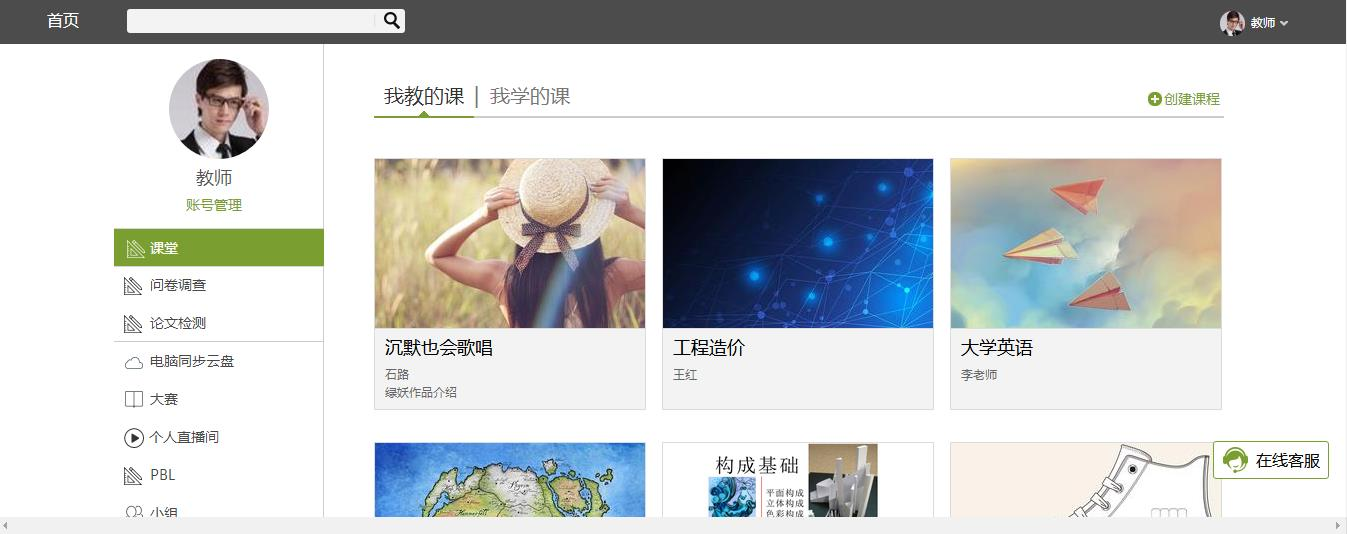 首页
教师
教师
账号管理
课堂
问卷调查
论文检测
电脑同步云盘
大赛
个人直播间
PBL
小组
我教的课 | 我学的课
创建课程
沉默也会歌唱
石路
绿妖作品介绍
工程造价
王红
大学英语
李老师
构成基础
平面构成
立体构成
色彩构成
在线客服